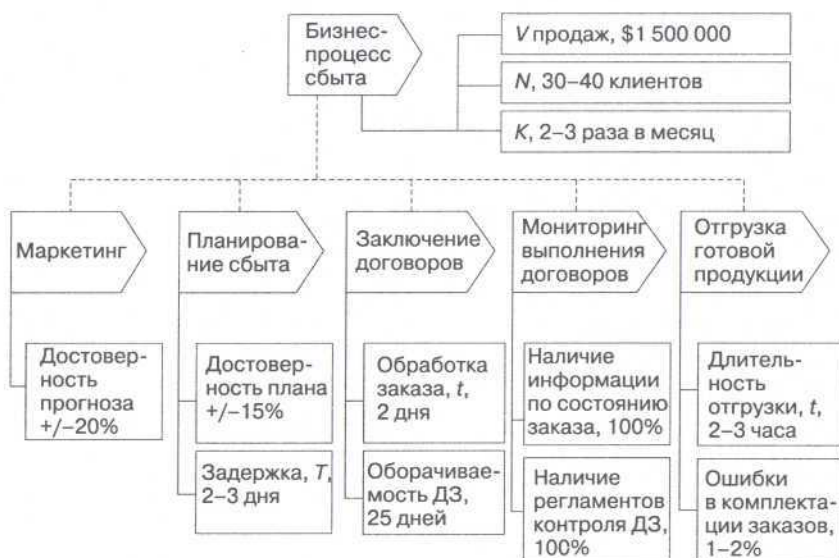 Бизнес-
процесс
сбыта
V продаж, $1 500 000
N, 30–40 клиентов
K, 2–3 раза в месяц
Маркетинг
Планирова-
ние сбыта
Заключение
договоров
Мониторинг
выполнения
договоров
Отгрузка
готовой
продукции
Достовер-
ность
прогноза
+/–20%
Достовер-
ность плана
+/–15%
Задержка, T,
2–3 дня
Обработка
заказа, t,
2 дня
Оборачивае-
мость ДЗ,
25 дней
Наличие
информации
по состоянию
заказа, 100%
Наличие
регламентов
контроля ДЗ,
100%
Длитель-
ность
отгрузки, t,
2–3 часа
Ошибки
в комплекта-
ции заказов,
1–2%